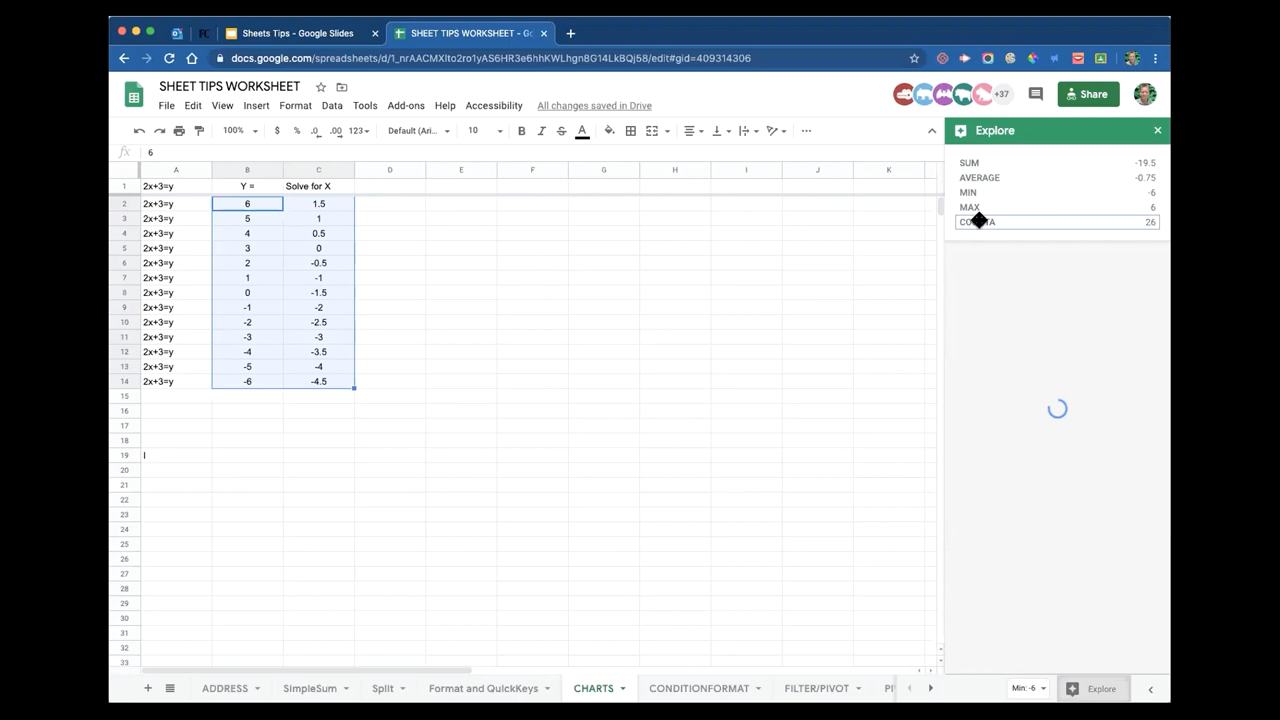 Sheets Tips - Google Slides
SHEET TIPS WORKSHEET - Go
docs.google.com/spreadsheets/d/1_nrAACMXIto2ro1yAS6HR3e6hhKWLhgn8G14LkBQj58/edit#gid=409314306
SHEET TIPS WORKSHEET
File Edit View Insert Format Data Tools Add-ons Help Accessibility All changes saved in Drive
+37
Share
100% $ % .0 .00 123 Default (Ari... 10 B I S A
fx 6
Explore
SUM -19.5
AVERAGE -0.75
MIN -6
MAX 6
26
A B C D E F G H I J K
1 2x+3=y Y = Solve for X
2 2x+3=y 6 1.5
3 2x+3=y 5 1
4 2x+3=y 4 0.5
5 2x+3=y 3 0
6 2x+3=y 2 -0.5
7 2x+3=y 1 -1
8 2x+3=y 0 -1.5
9 2x+3=y -1 -2
10 2x+3=y -2 -2.5
11 2x+3=y -3 -3
12 2x+3=y -4 -3.5
13 2x+3=y -5 -4
14 2x+3=y -6 -4.5
15
16
17
18
19 I
20
21
22
23
24
25
26
27
28
29
30
31
32
33
ADDRESS SimpleSum Split Format and QuickKeys CHARTS CONDITIONFORMAT FILTER/PIVOT Min: -6 Explore